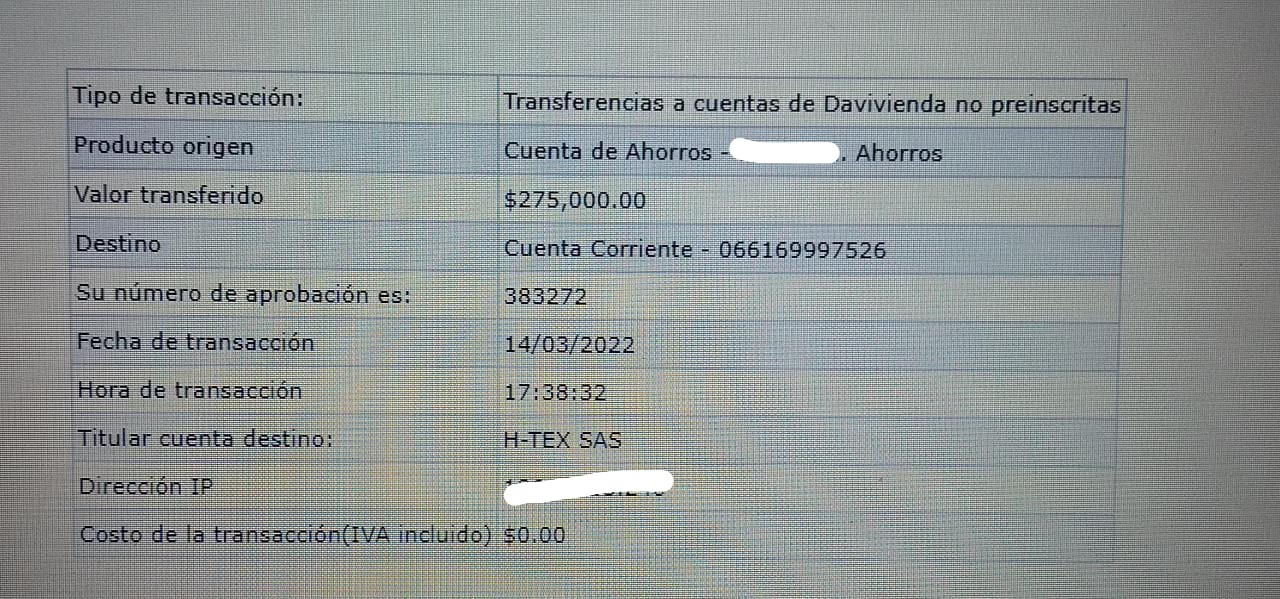 Tipo de transacción: Transferencias a cuentas de Davivienda no preinscritas
Producto origen Cuenta de Ahorros - . Ahorros
Valor transferido $275,000.00
Destino Cuenta Corriente - 066169997526
Su número de aprobación es: 383272
Fecha de transacción 14/03/2022
Hora de transacción 17:38:32
Titular cuenta destino: H-TEX SAS
Dirección IP
Costo de la transacción(IVA incluido) $0.00